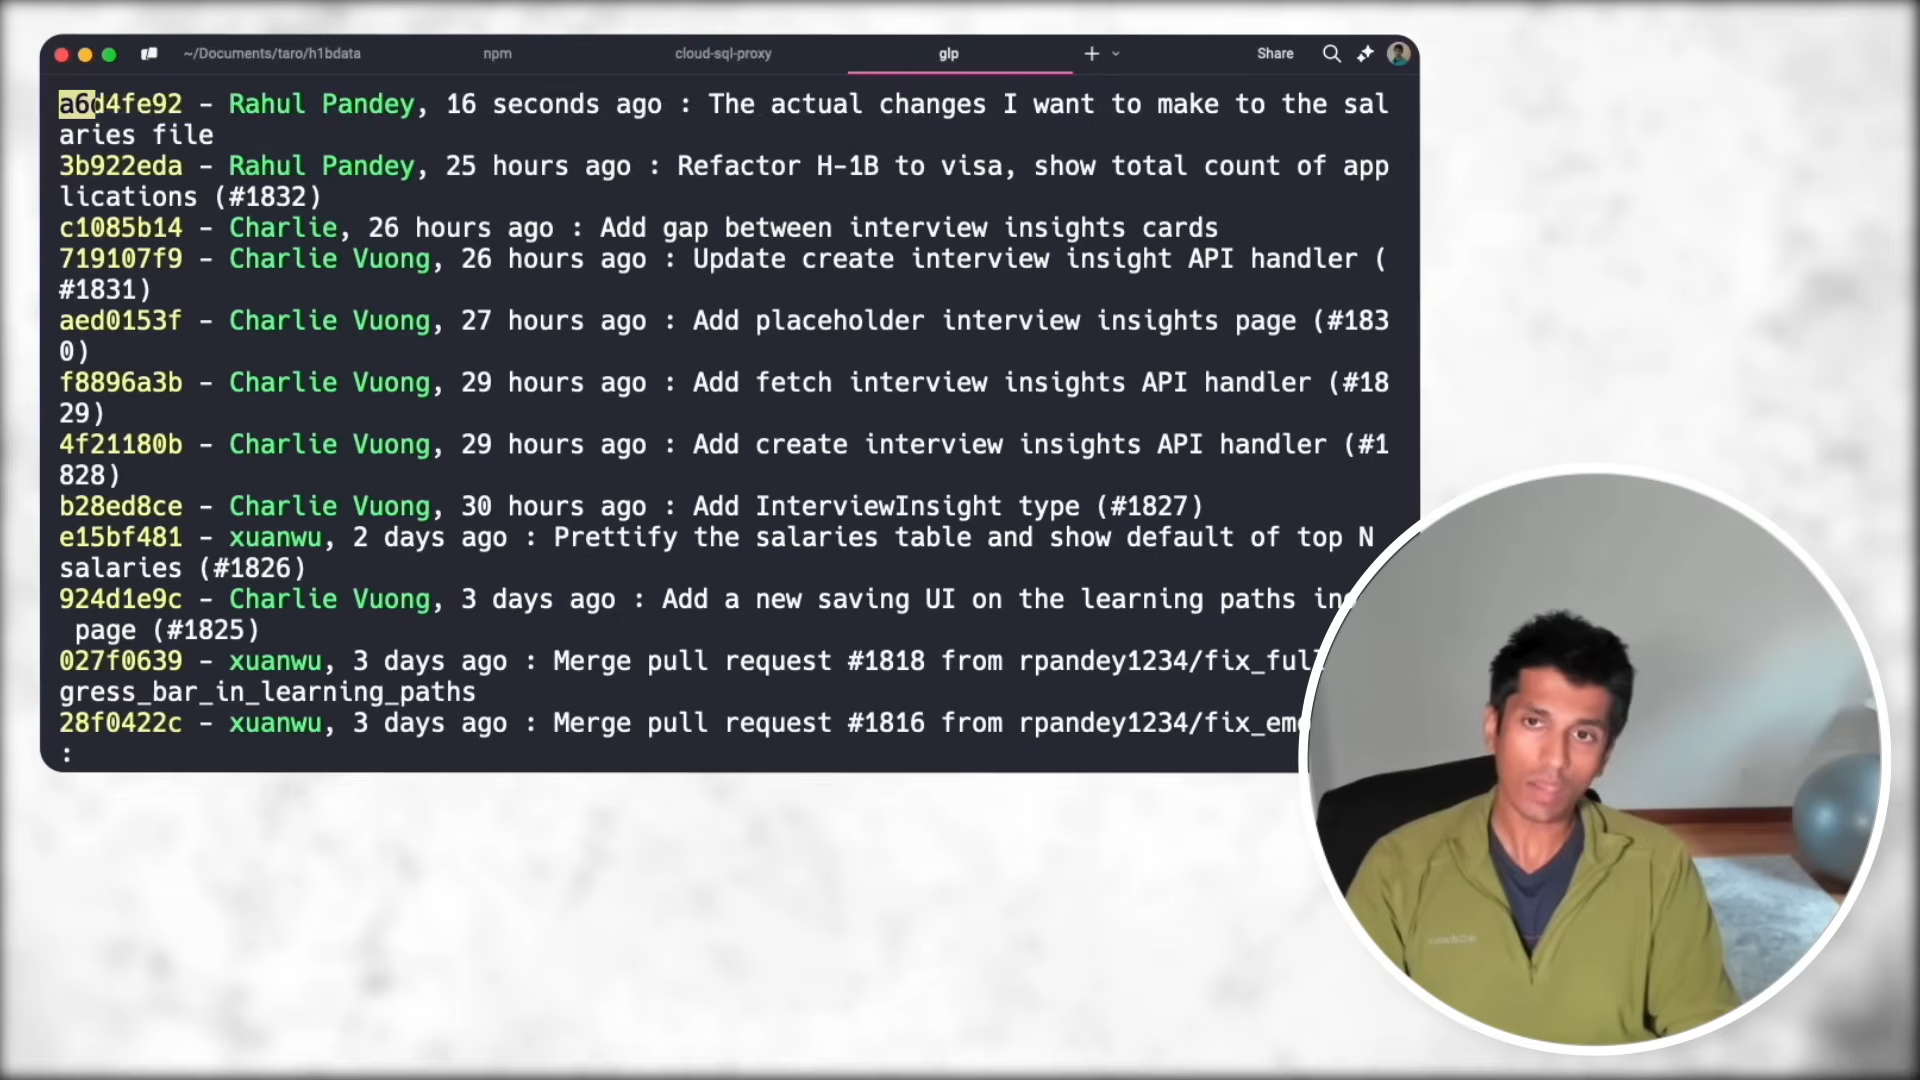 ~/Documents/taro/h1bdata npm cloud-sql-proxy glp + Share
a6d4fe92 - Rahul Pandey, 16 seconds ago : The actual changes I want to make to the sal
aries file
3b922eda - Rahul Pandey, 25 hours ago : Refactor H-1B to visa, show total count of app
lications (#1832)
c1085b14 - Charlie, 26 hours ago : Add gap between interview insights cards
719107f9 - Charlie Vuong, 26 hours ago : Update create interview insight API handler (
#1831)
aed0153f - Charlie Vuong, 27 hours ago : Add placeholder interview insights page (#183
0)
f8896a3b - Charlie Vuong, 29 hours ago : Add fetch interview insights API handler (#18
29)
4f21180b - Charlie Vuong, 29 hours ago : Add create interview insights API handler (#1
828)
b28ed8ce - Charlie Vuong, 30 hours ago : Add InterviewInsight type (#1827)
e15bf481 - xuanwu, 2 days ago : Prettify the salaries table and show default of top N
salaries (#1826)
924d1e9c - Charlie Vuong, 3 days ago : Add a new saving UI on the learning paths
page (#1825)
027f0639 - xuanwu, 3 days ago : Merge pull request #1818 from rpandey1234/fix_full
gress_bar_in_learning_paths
28f0422c - xuanwu, 3 days ago : Merge pull request #1816 from rpandey1234/fix_em
: